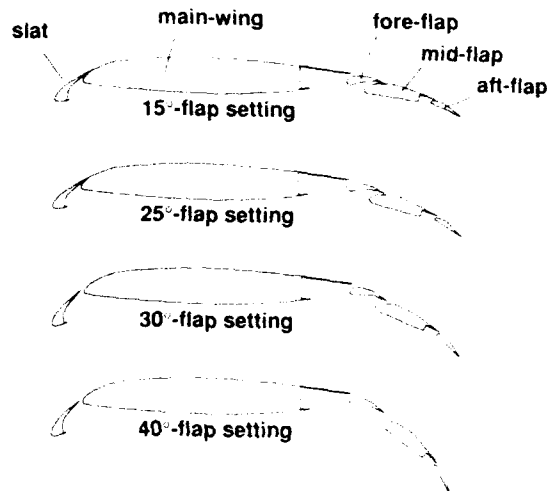 main-wing
fore-flap
slat
mid-flap
aft-flap
15°-flap setting
25°-flap setting
30°-flap setting
40°-flap setting